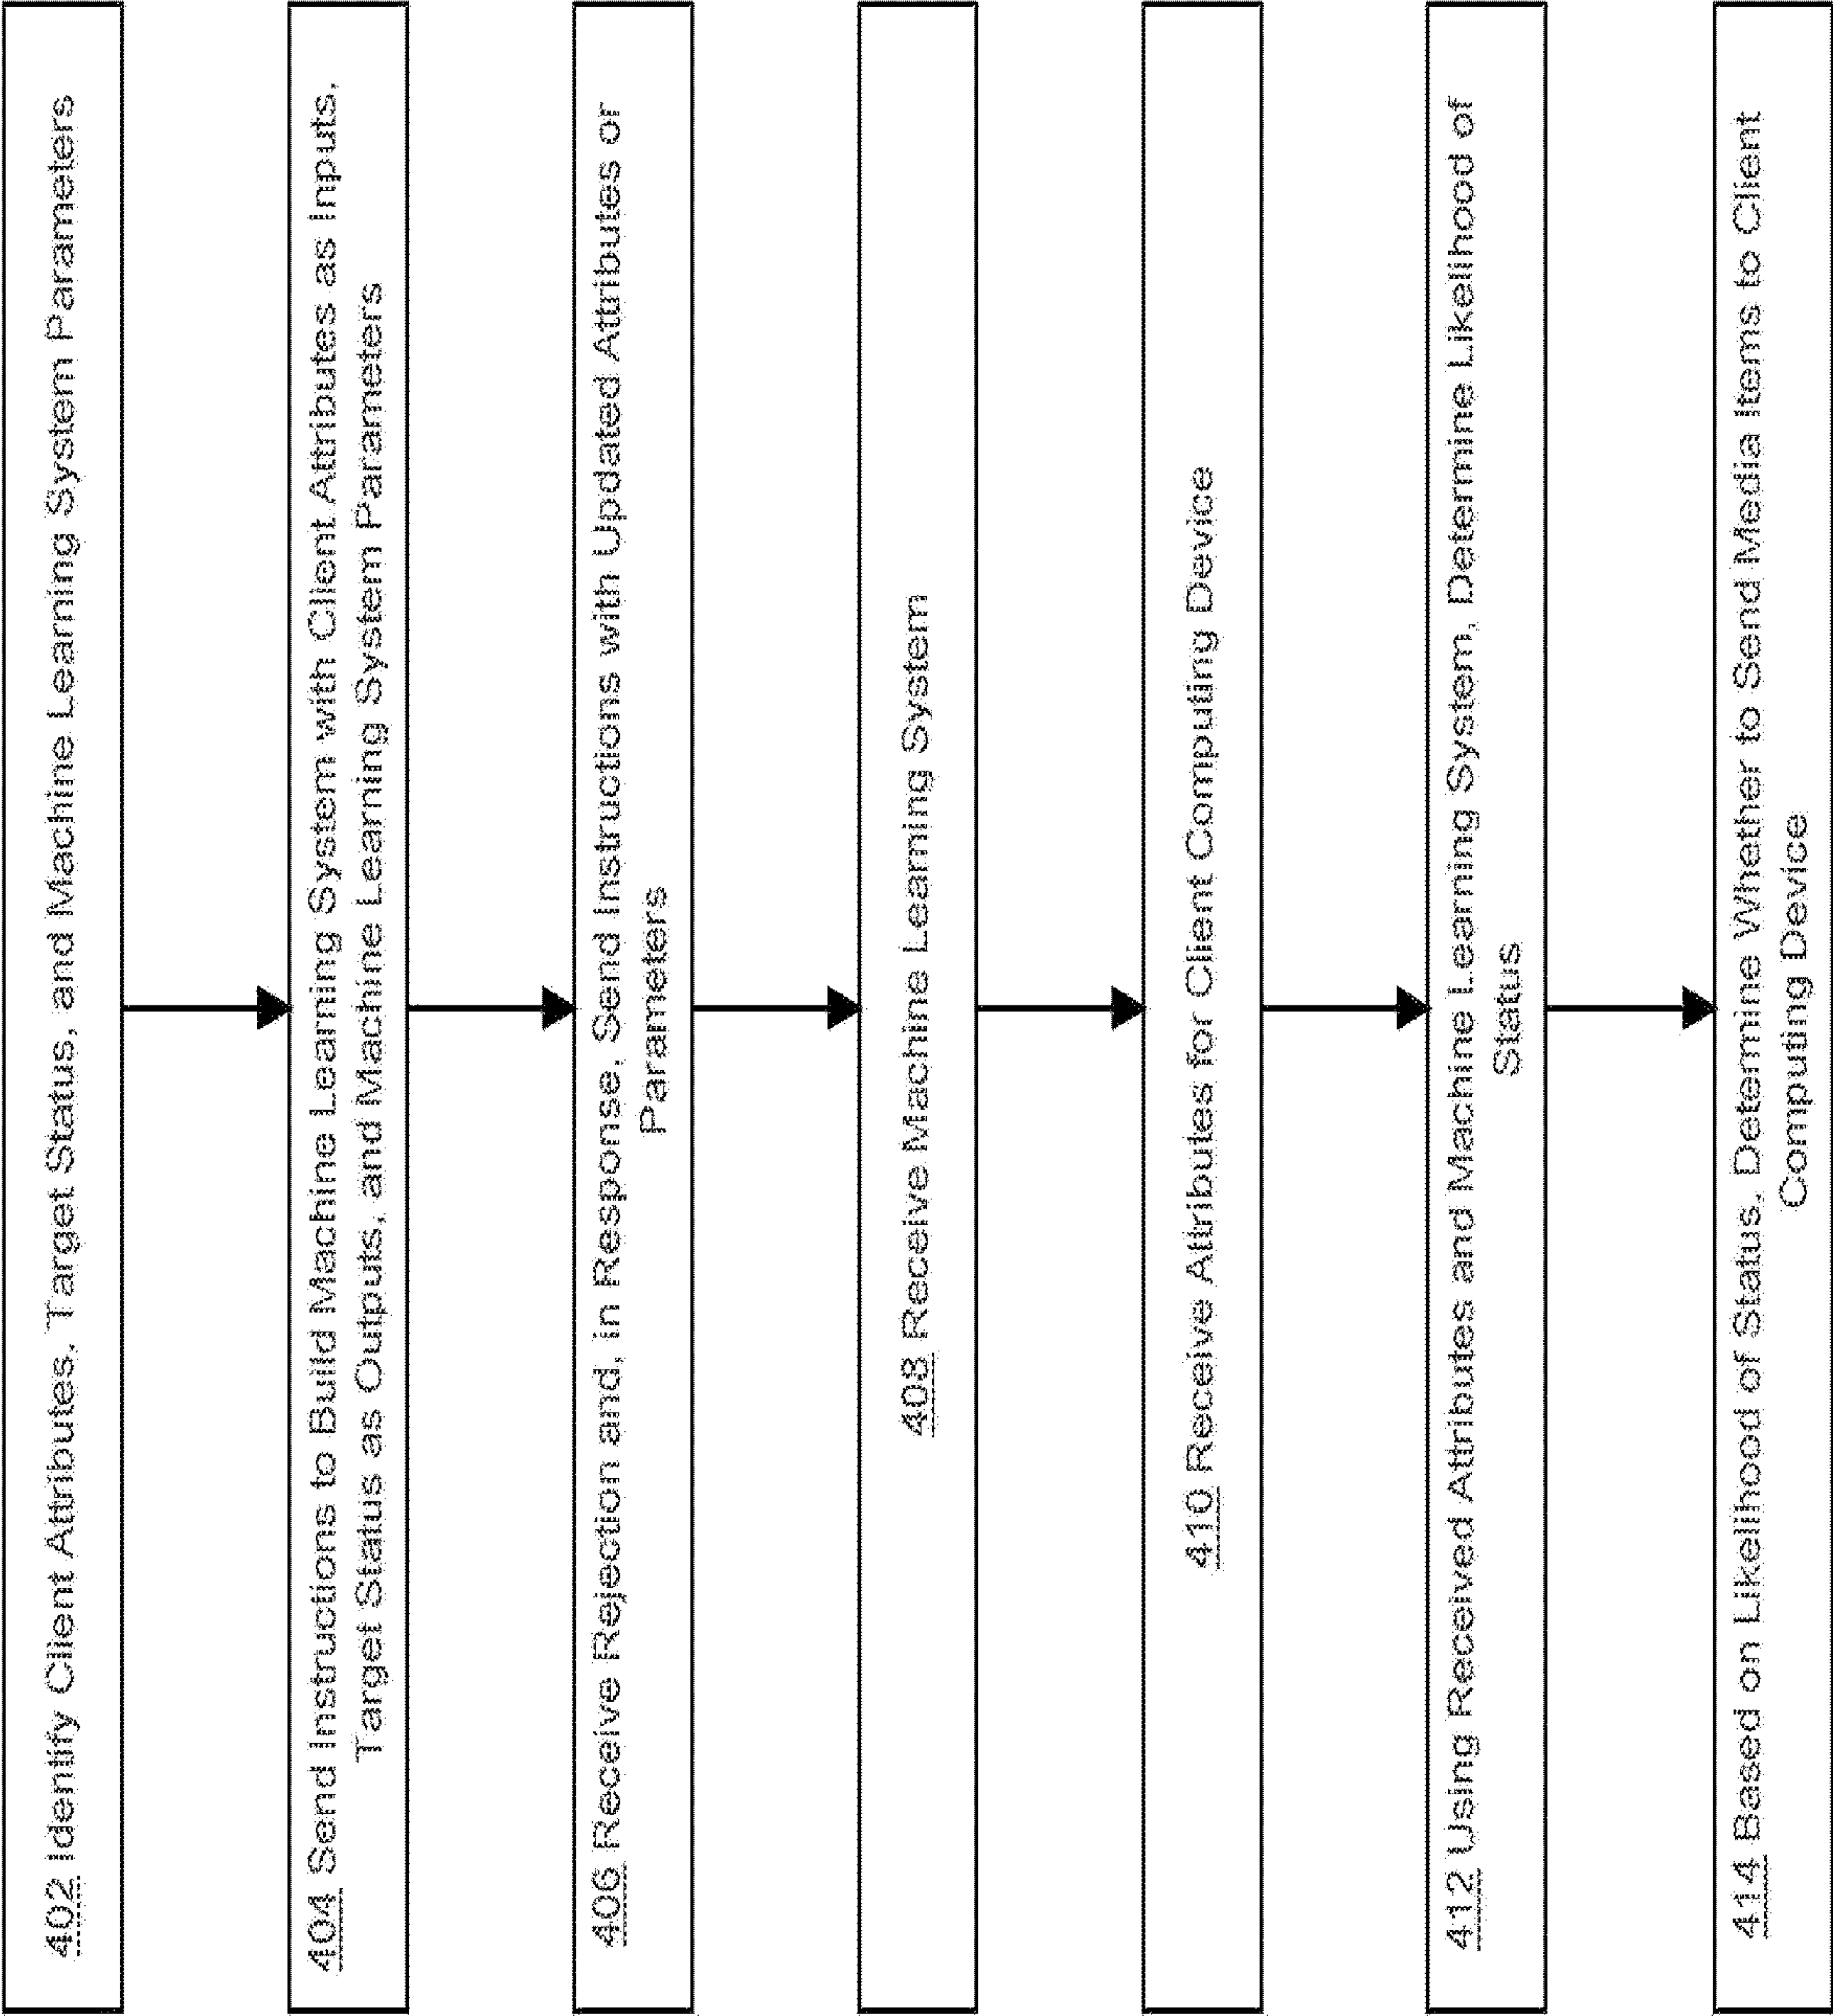 402 Identify Client Attributes, Target Status, and Machine Learning System Parameters
404 Send Instructions to Build Machine Learning System with Client Attributes as Inputs,
Target Status as Outputs, and Machine Learning System Parameters
406 Receive Rejection and, in Response, Send Instructions with Updated Attributes or
Parameters
408 Receive Machine Learning System
410 Receive Attributes for Client Computing Device
412 Using Received Attributes and Machine Learning System, Determine Likelihood of
Status
414 Based on Likelihood of Status, Determine Whether to Send Media Items to Client
Computing Device